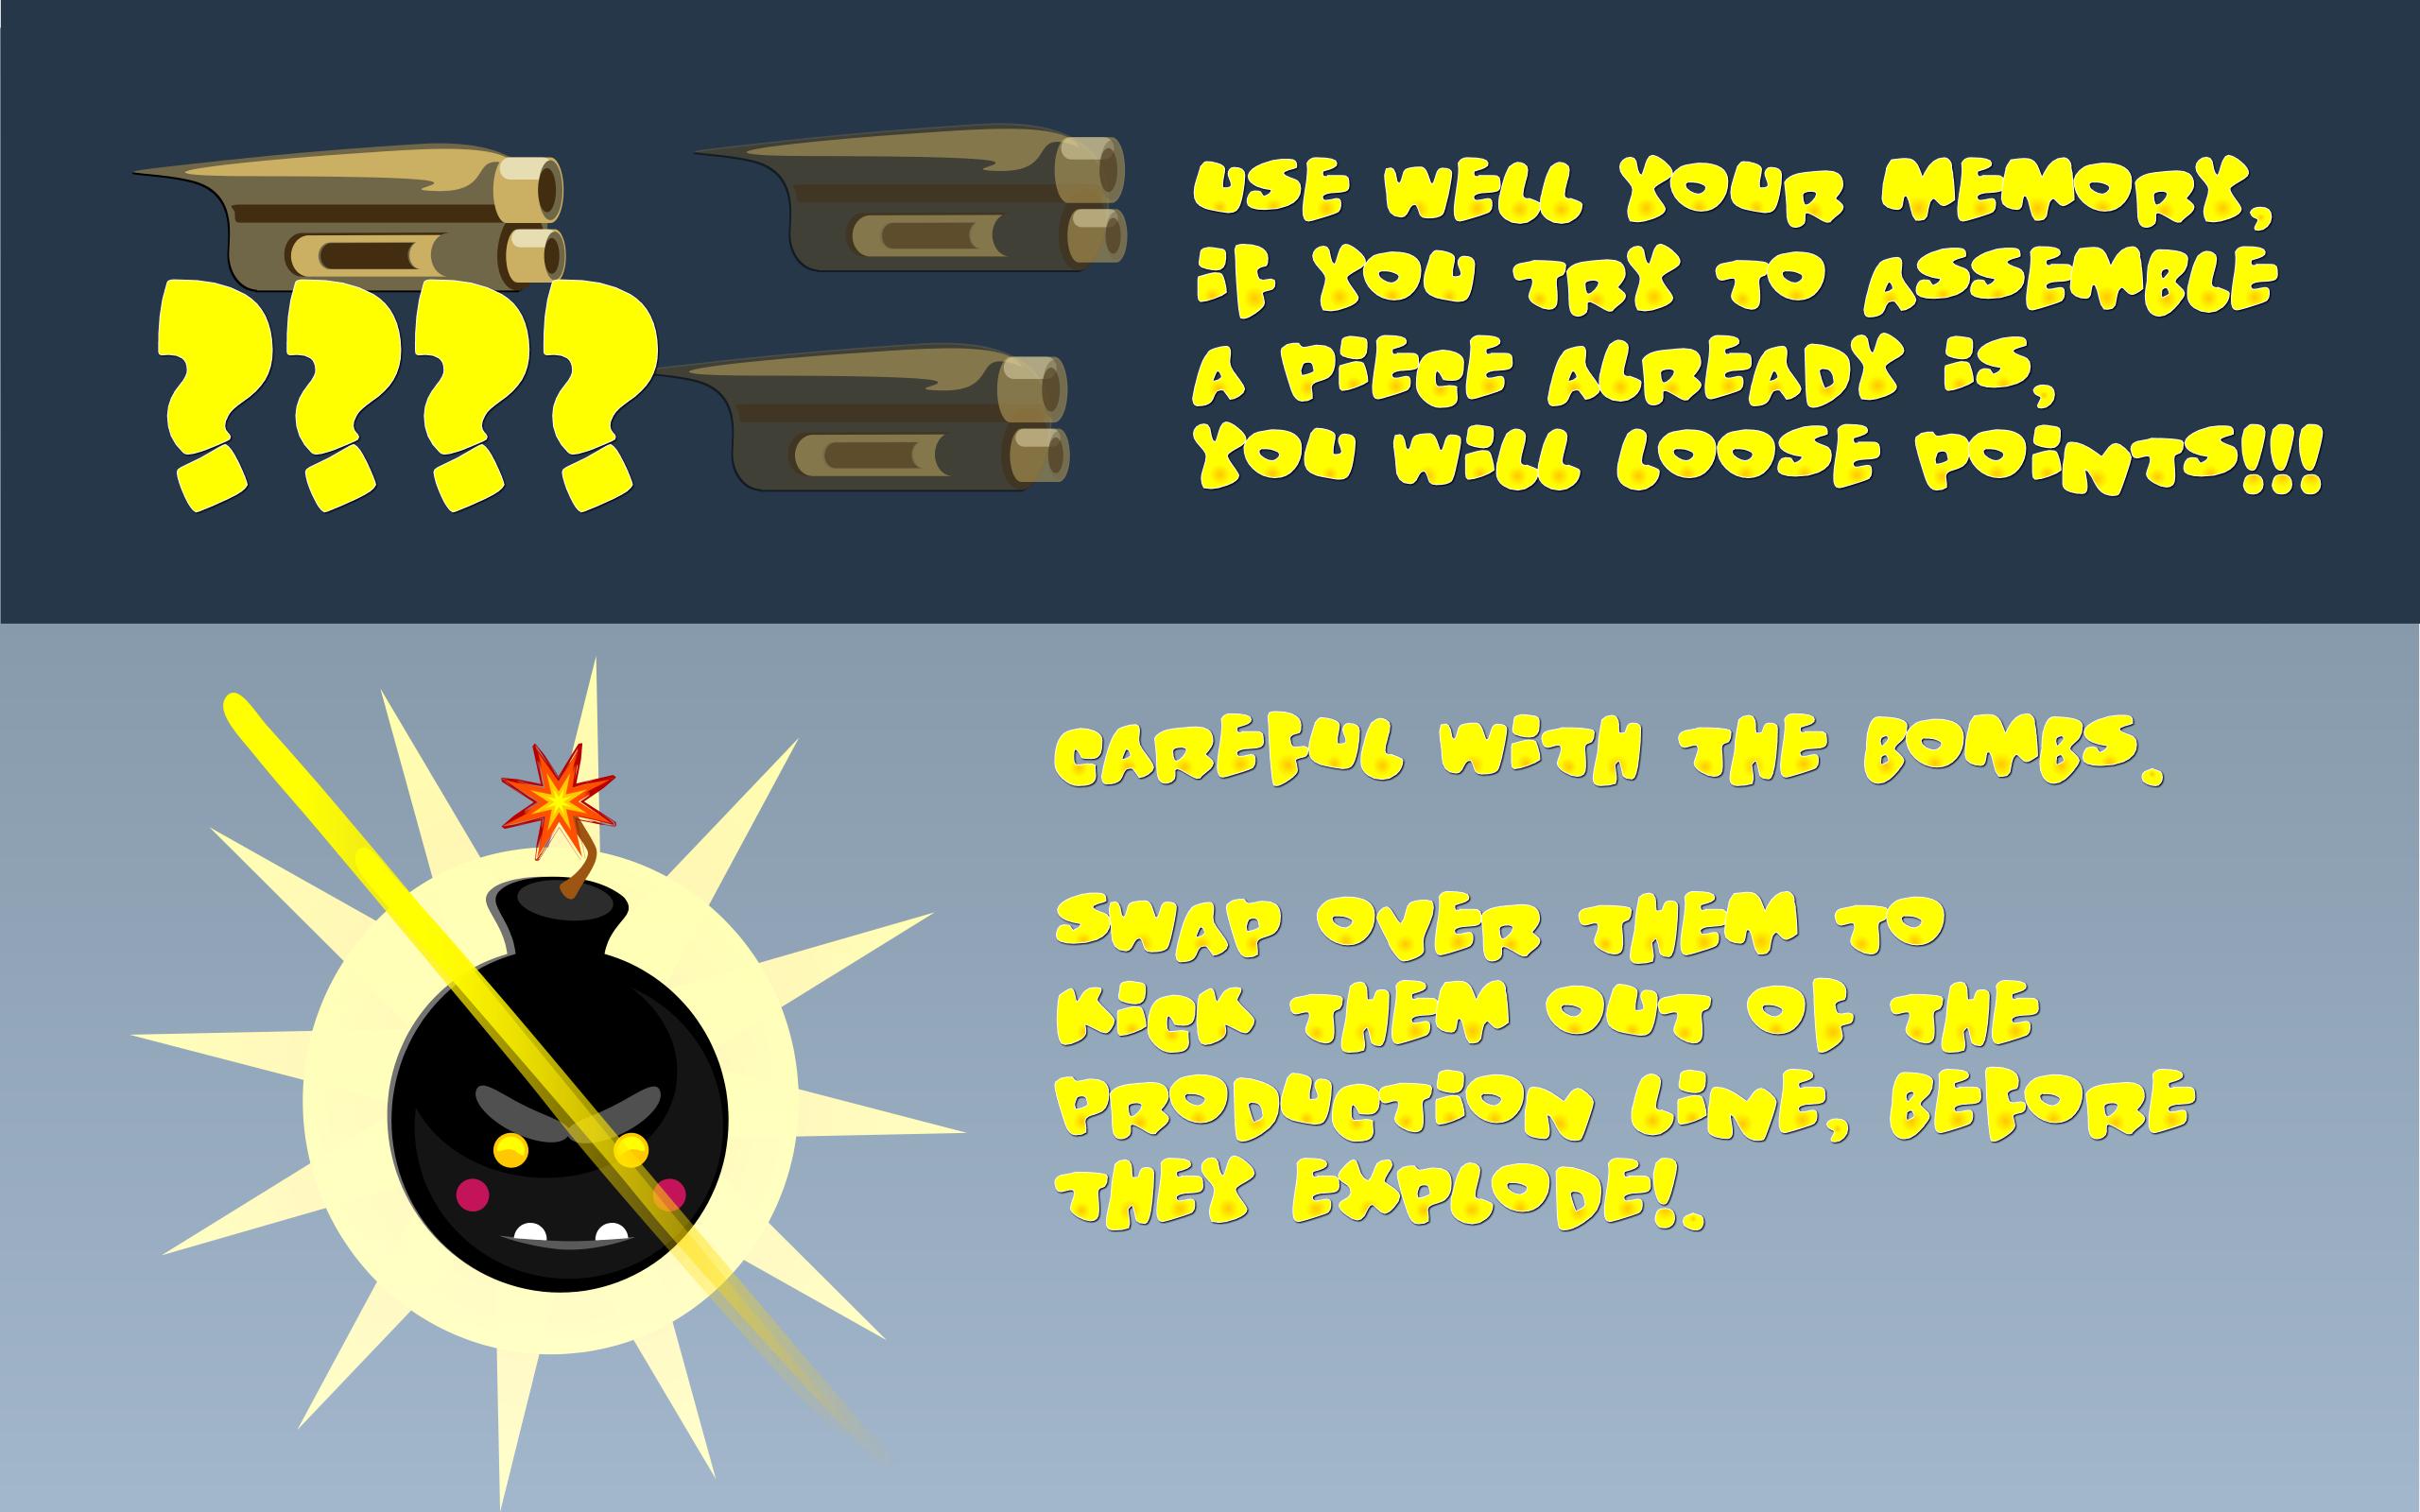 ????
USE WELL YOUR MEMORY,
iF YOU TRY TO ASSEMBLE
A PiECE ALREADY iS,
YOU WiLL LOOSE POiNTS!!!
CAREFUL WiTH THE BOMBS.
SWAP OVER THEM TO
KiCK THEM OUT OF THE
PRODUCTiON LiNE, BEFORE
THEY EXPLODE!.